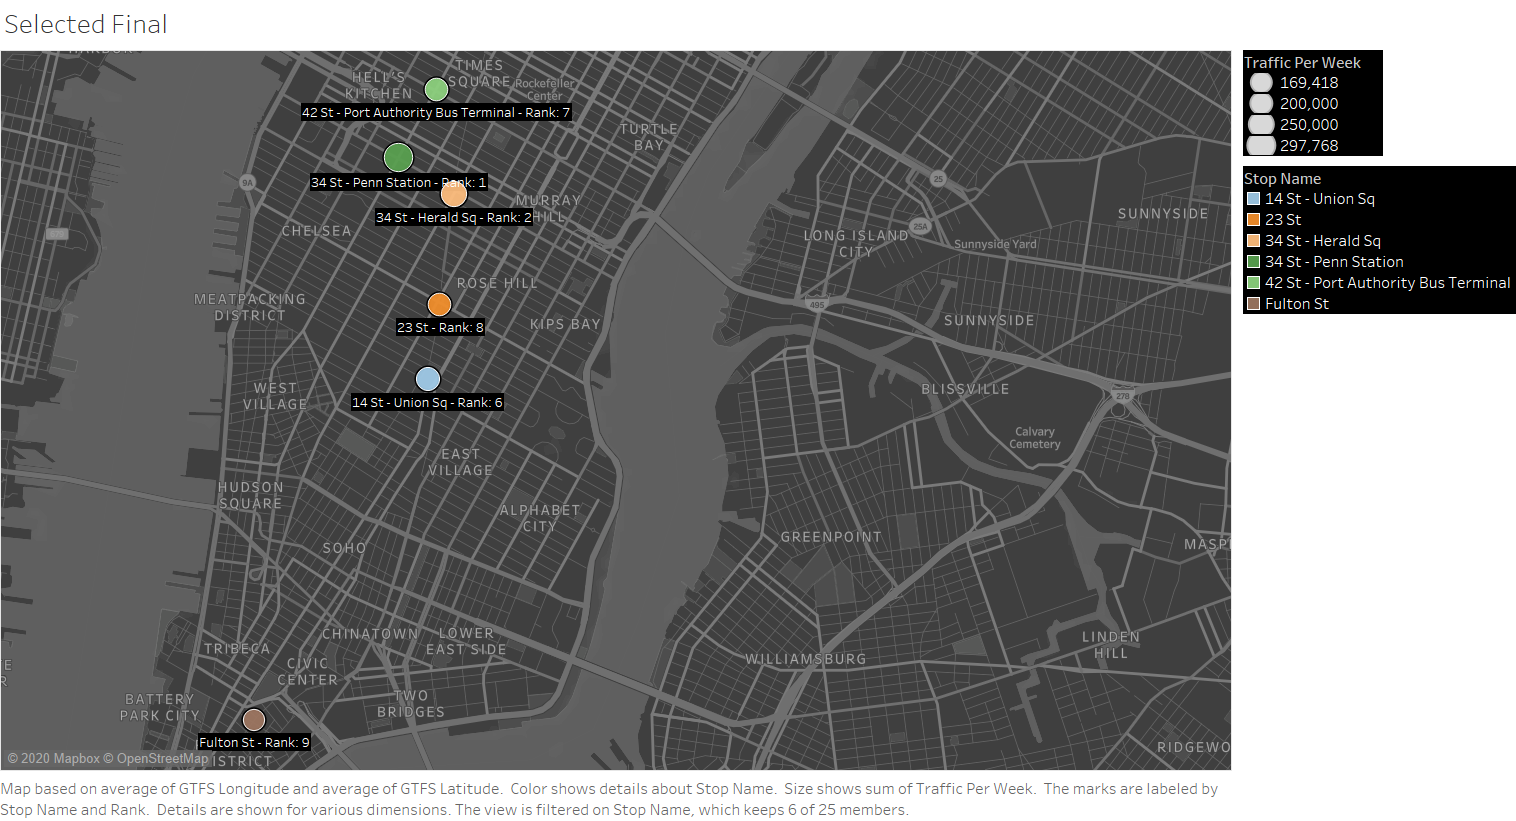 Selected Final
HARBOR
TIMES
SQUARE
HELL'S
KITCHEN
Rockefeller
Center
42 St - Port Authority Bus Terminal - Rank: 7
TURTLE
BAY
34 St - Penn Station - Rank: 1
9A
25
34 St - Herald Sq - Rank: 2
MURRAY
HILL
SUNNYSIDE
CHELSEA
LONG ISLAND
CITY
25A
Sunnyside Yard
ROSE HILL
MEATPACKING
DISTRICT
495
23 St - Rank: 8
KIPS BAY
SUNNYSIDE
14 St - Union Sq - Rank: 6
WEST
VILLAGE
BLISSVILLE
278
Calvary
Cemetery
EAST
VILLAGE
HUDSON
SQUARE
ALPHABET
CITY
GREENPOINT
SOHO
MASP
CHINATOWN
LOWER
EAST SIDE
TRIBECA
CIVIC
CENTER
WILLIAMSBURG
LINDEN
HILL
BATTERY
PARK CITY
TWO
BRIDGES
Fulton St - Rank: 9
RIDGEWO
© 2020 Mapbox © OpenStreetMap
ISTRICT
Traffic Per Week
169,418
200,000
250,000
297,768
Stop Name
14 St - Union Sq
23 St
34 St - Herald Sq
34 St - Penn Station
42 St - Port Authority Bus Terminal
Fulton St
Map based on average of GTFS Longitude and average of GTFS Latitude.  Color shows details about Stop Name.  Size shows sum of Traffic Per Week.  The marks are labeled by
Stop Name and Rank.  Details are shown for various dimensions. The view is filtered on Stop Name, which keeps 6 of 25 members.